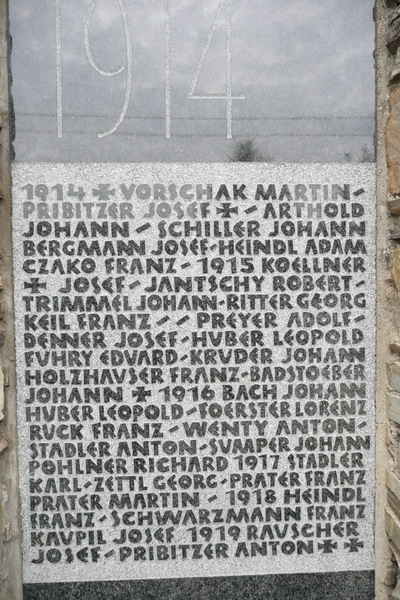 1914
1914 ✠ VORSCHAK MARTIN-
PRIBITZER JOSEF ✠ - ARTHOLD
JOHANN - SCHILLER JOHANN
BERGMANN JOSEF-HEINDL ADAM
CZAKO FRANZ - 1915 KOELLNER
✠ JOSEF - JANTSCHY ROBERT-
TRIMMEL JOHANN-RITTER GEORG
KEIL FRANZ - - PREYER ADOLF-
DENNER JOSEF-HUBER LEOPOLD
FUHRY EDUARD-KRUDER JOHANN
HOLZHAUSER FRANZ-BADSTOEBER
JOHANN ✠ 1916 BACH JOHANN
HUBER LEOPOLD-FOERSTER LORENZ
RUCK FRANZ-WENTY ANTON-
STADLER ANTON-SUMPER JOHANN
POHLNER RICHARD 1917 STADLER
KARL-ZETTL GEORG-PRATER FRANZ
PRATER MARTIN - 1918 HEINDL
FRANZ-SCHWARZMANN FRANZ
KAUPIL JOSEF 1919 RAUSCHER
JOSEF-PRIBITZER ANTON ✠ ✠